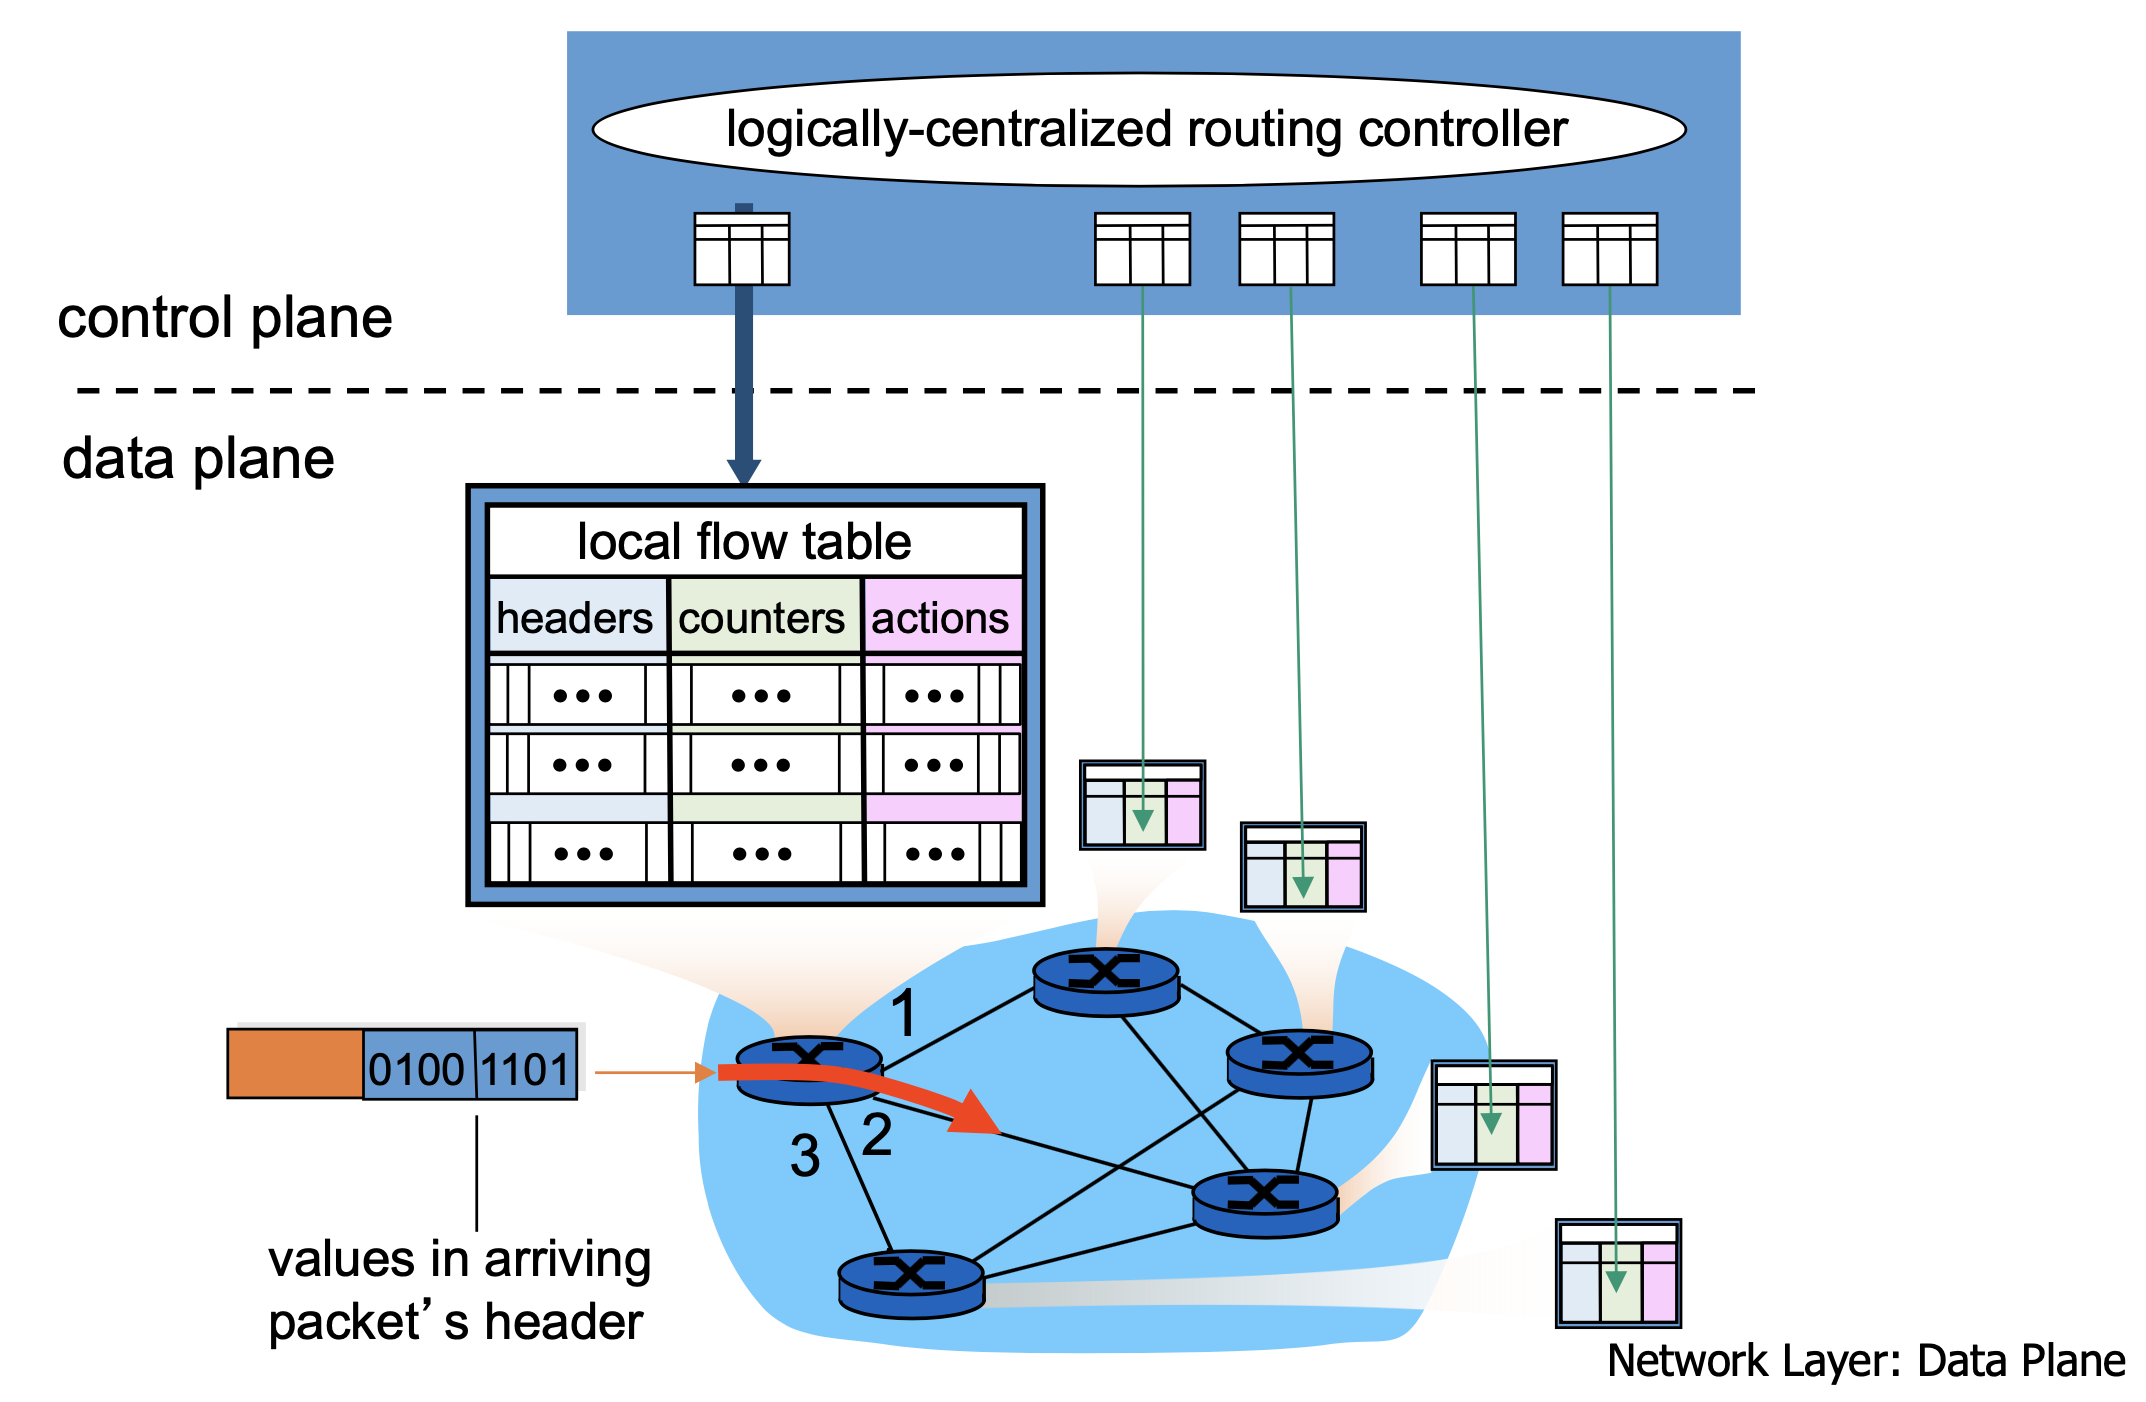 logically-centralized routing controller
control plane
data plane
local flow table
headers counters actions
1
0100 1101
2
3
values in arriving
packet’s header
Network Layer: Data Plane